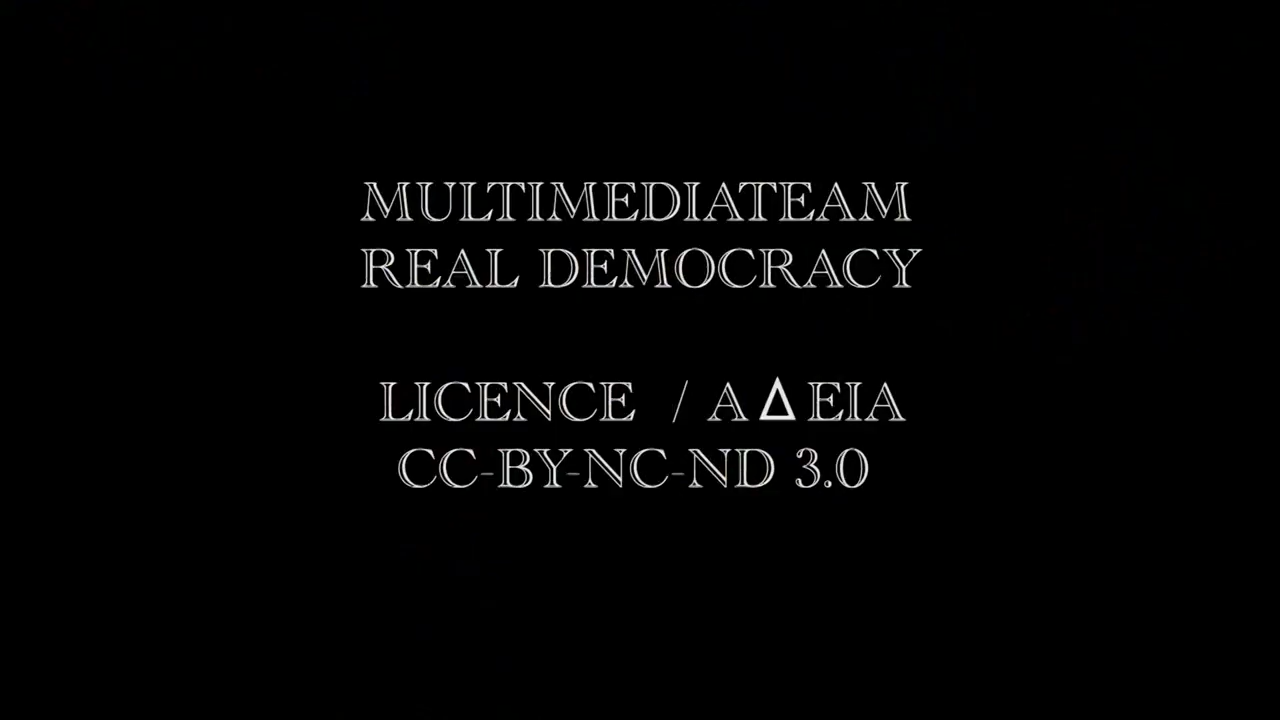 MULTIMEDIATEAM
REAL DEMOCRACY
LICENCE / ΑΔΕΙΑ
CC-BY-NC-ND 3.0